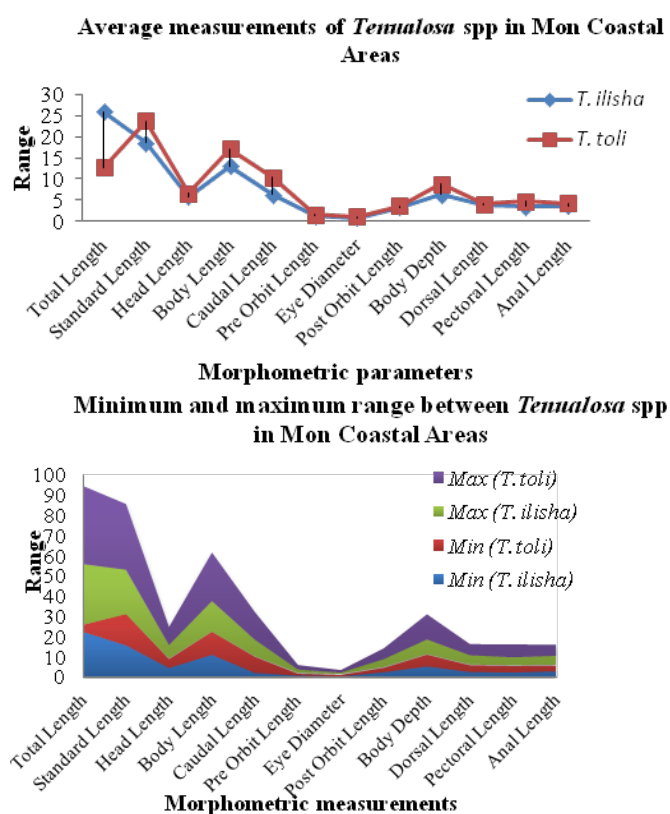 Average measurements of Tenualosa spp in Mon Coastal
Areas
30
25
20
15
10
5
0
Range
T. ilisha
T. toli
Total Length
Standard Length
Head Length
Body Length
Caudal Length
Pre Orbit Length
Eye Diameter
Post Orbit Length
Body Depth
Dorsal Length
Pectoral Length
Anal Length
Morphometric parameters
Minimum and maximum range between Tenualosa spp
in Mon Coastal Areas
100
90
80
70
60
50
40
30
20
10
0
Range
Max (T. toli)
Max (T. ilisha)
Min (T. toli)
Min (T. ilisha)
Total Length
Standard Length
Head Length
Body Length
Caudal Length
Pre Orbit Length
Eye Diameter
Post Orbit Length
Body Depth
Dorsal Length
Pectoral Length
Anal Length
Morphometric measurements